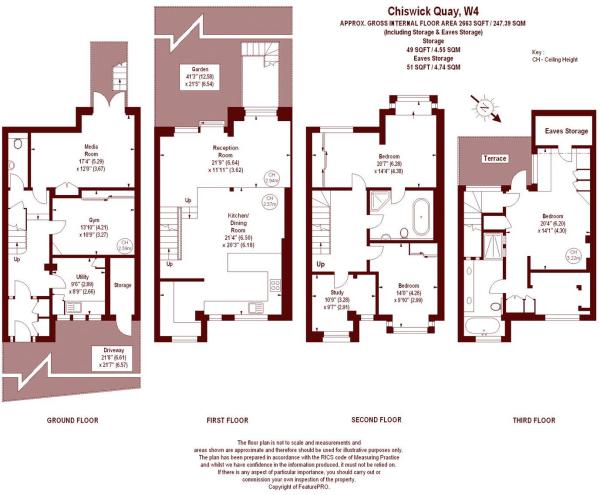 Chiswick Quay, W4
APPROX. GROSS INTERNAL FLOOR AREA 2663 SQFT / 247.39 SQM
(Including Storage & Eaves Storage)
Storage
49 SQFT / 4.55 SQM
Eaves Storage
51 SQFT / 4.74 SQM
Key :
CH - Ceiling Height
N
Garden
41'3" (12.58)
x 21'5" (6.54)
Media
Room
17'4" (5.29)
x 12'0" (3.67)
Gym
13'10" (4.21)
x 10'9" (3.27)
CH
2.39m
Up
Utility
9'6" (2.89)
x 8'9" (2.66)
Storage
Driveway
21'8" (6.61)
x 21'7" (6.57)
GROUND FLOOR
Reception
Room
21'9" (6.64)
x 11'11" (3.62)
CH
2.94m
CH
2.57m
Up
Up
Kitchen/
Dining
Room
21'4" (6.50)
x 20'3" (6.18)
FIRST FLOOR
Bedroom
20'7" (6.28)
x 14'4" (4.38)
Up
Study
10'9" (3.28)
x 9'7" (2.91)
Bedroom
14'0" (4.26)
x 9'10" (2.99)
SECOND FLOOR
Eaves Storage
Terrace
Bedroom
20'4" (6.20)
x 14'1" (4.30)
CH
3.22m
THIRD FLOOR
The floor plan is not to scale and measurements and
areas shown are approximate and therefore should be used for illustrative purposes only.
The plan has been prepared in accordance with the RICS code of Measuring Practice
and whilst we have confidence in the information produced, it must not be relied on.
If there is any aspect of particular importance, you should carry out or
commission your own inspection of the property.
Copyright of FeaturePRO.